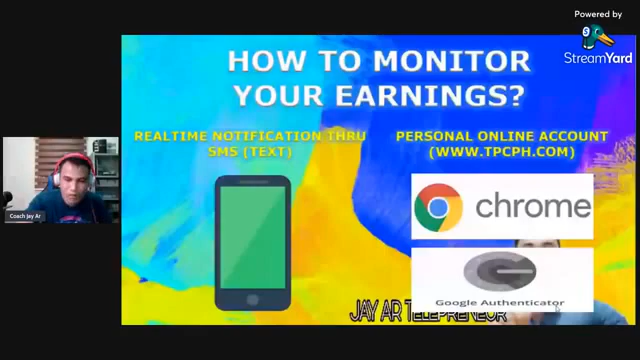 Powered by
StreamYard
HOW TO MONITOR
YOUR EARNINGS?
REALTIME NOTIFICATION THRU
SMS (TEXT)
PERSONAL ONLINE ACCOUNT
(WWW.TPCPH.COM)
chrome
Google Authenticator
Coach Jay Ar
JAY AR TELEPRENEUR